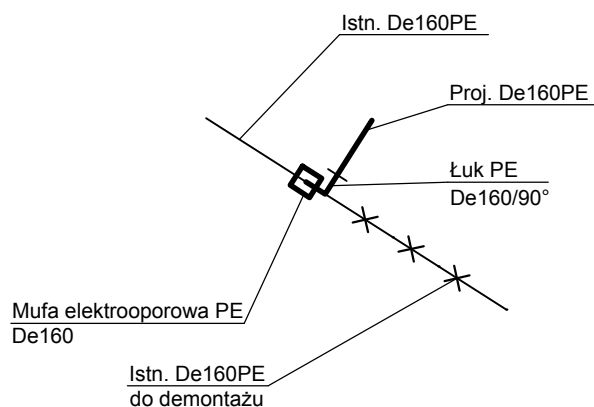 Istn. De160PE
Proj. De160PE
Łuk PE
De160/90°
Mufa elektrooporowa PE
De160
Istn. De160PE
do demontażu